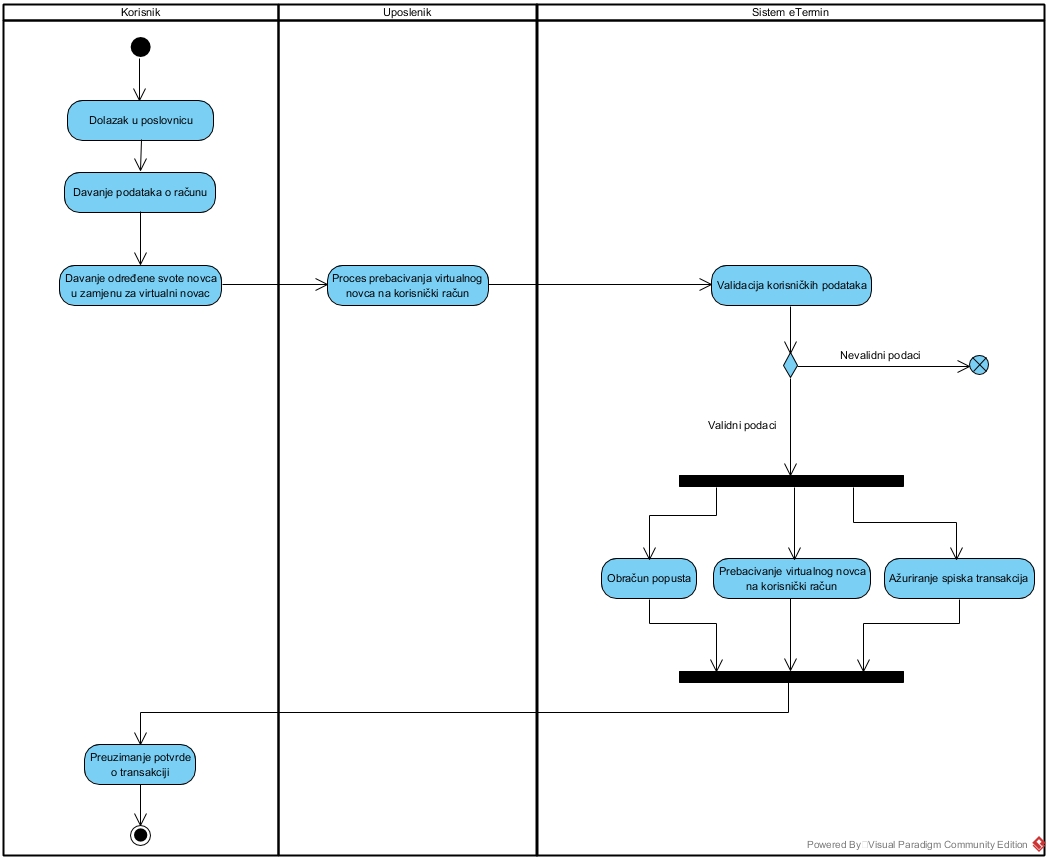 Korisnik
Uposlenik
Sistem eTermin
Dolazak u poslovnicu
Davanje podataka o računu
Davanje određene svote novca
u zamjenu za virtualni novac
Proces prebacivanja virtualnog
novca na korisnički račun
Validacija korisničkih podataka
Nevalidni podaci
Validni podaci
Obračun popusta
Prebacivanje virtualnog novca
na korisnički račun
Ažuriranje spiska transakcija
Preuzimanje potvrde
o transakciji
Powered By Visual Paradigm Community Edition